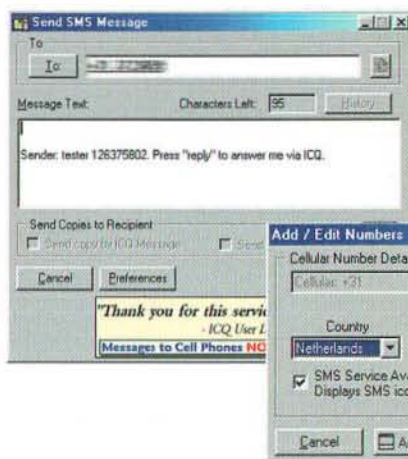 Send SMS Message
To
To:
Message Text: Characters Left: 95 History
Sender: tester 126375802. Press "reply" to answer me via ICQ.
Send Copies to Recipient
Send copy by ICQ Message Send
Cancel Preferences
"Thank you for this servi
- ICQ User L
Messages to Cell Phones NO
Add / Edit Numbers
Cellular Number Deta
Cellular: +31
Country
Netherlands
SMS Service Ava
Displays SMS ico
Cancel A